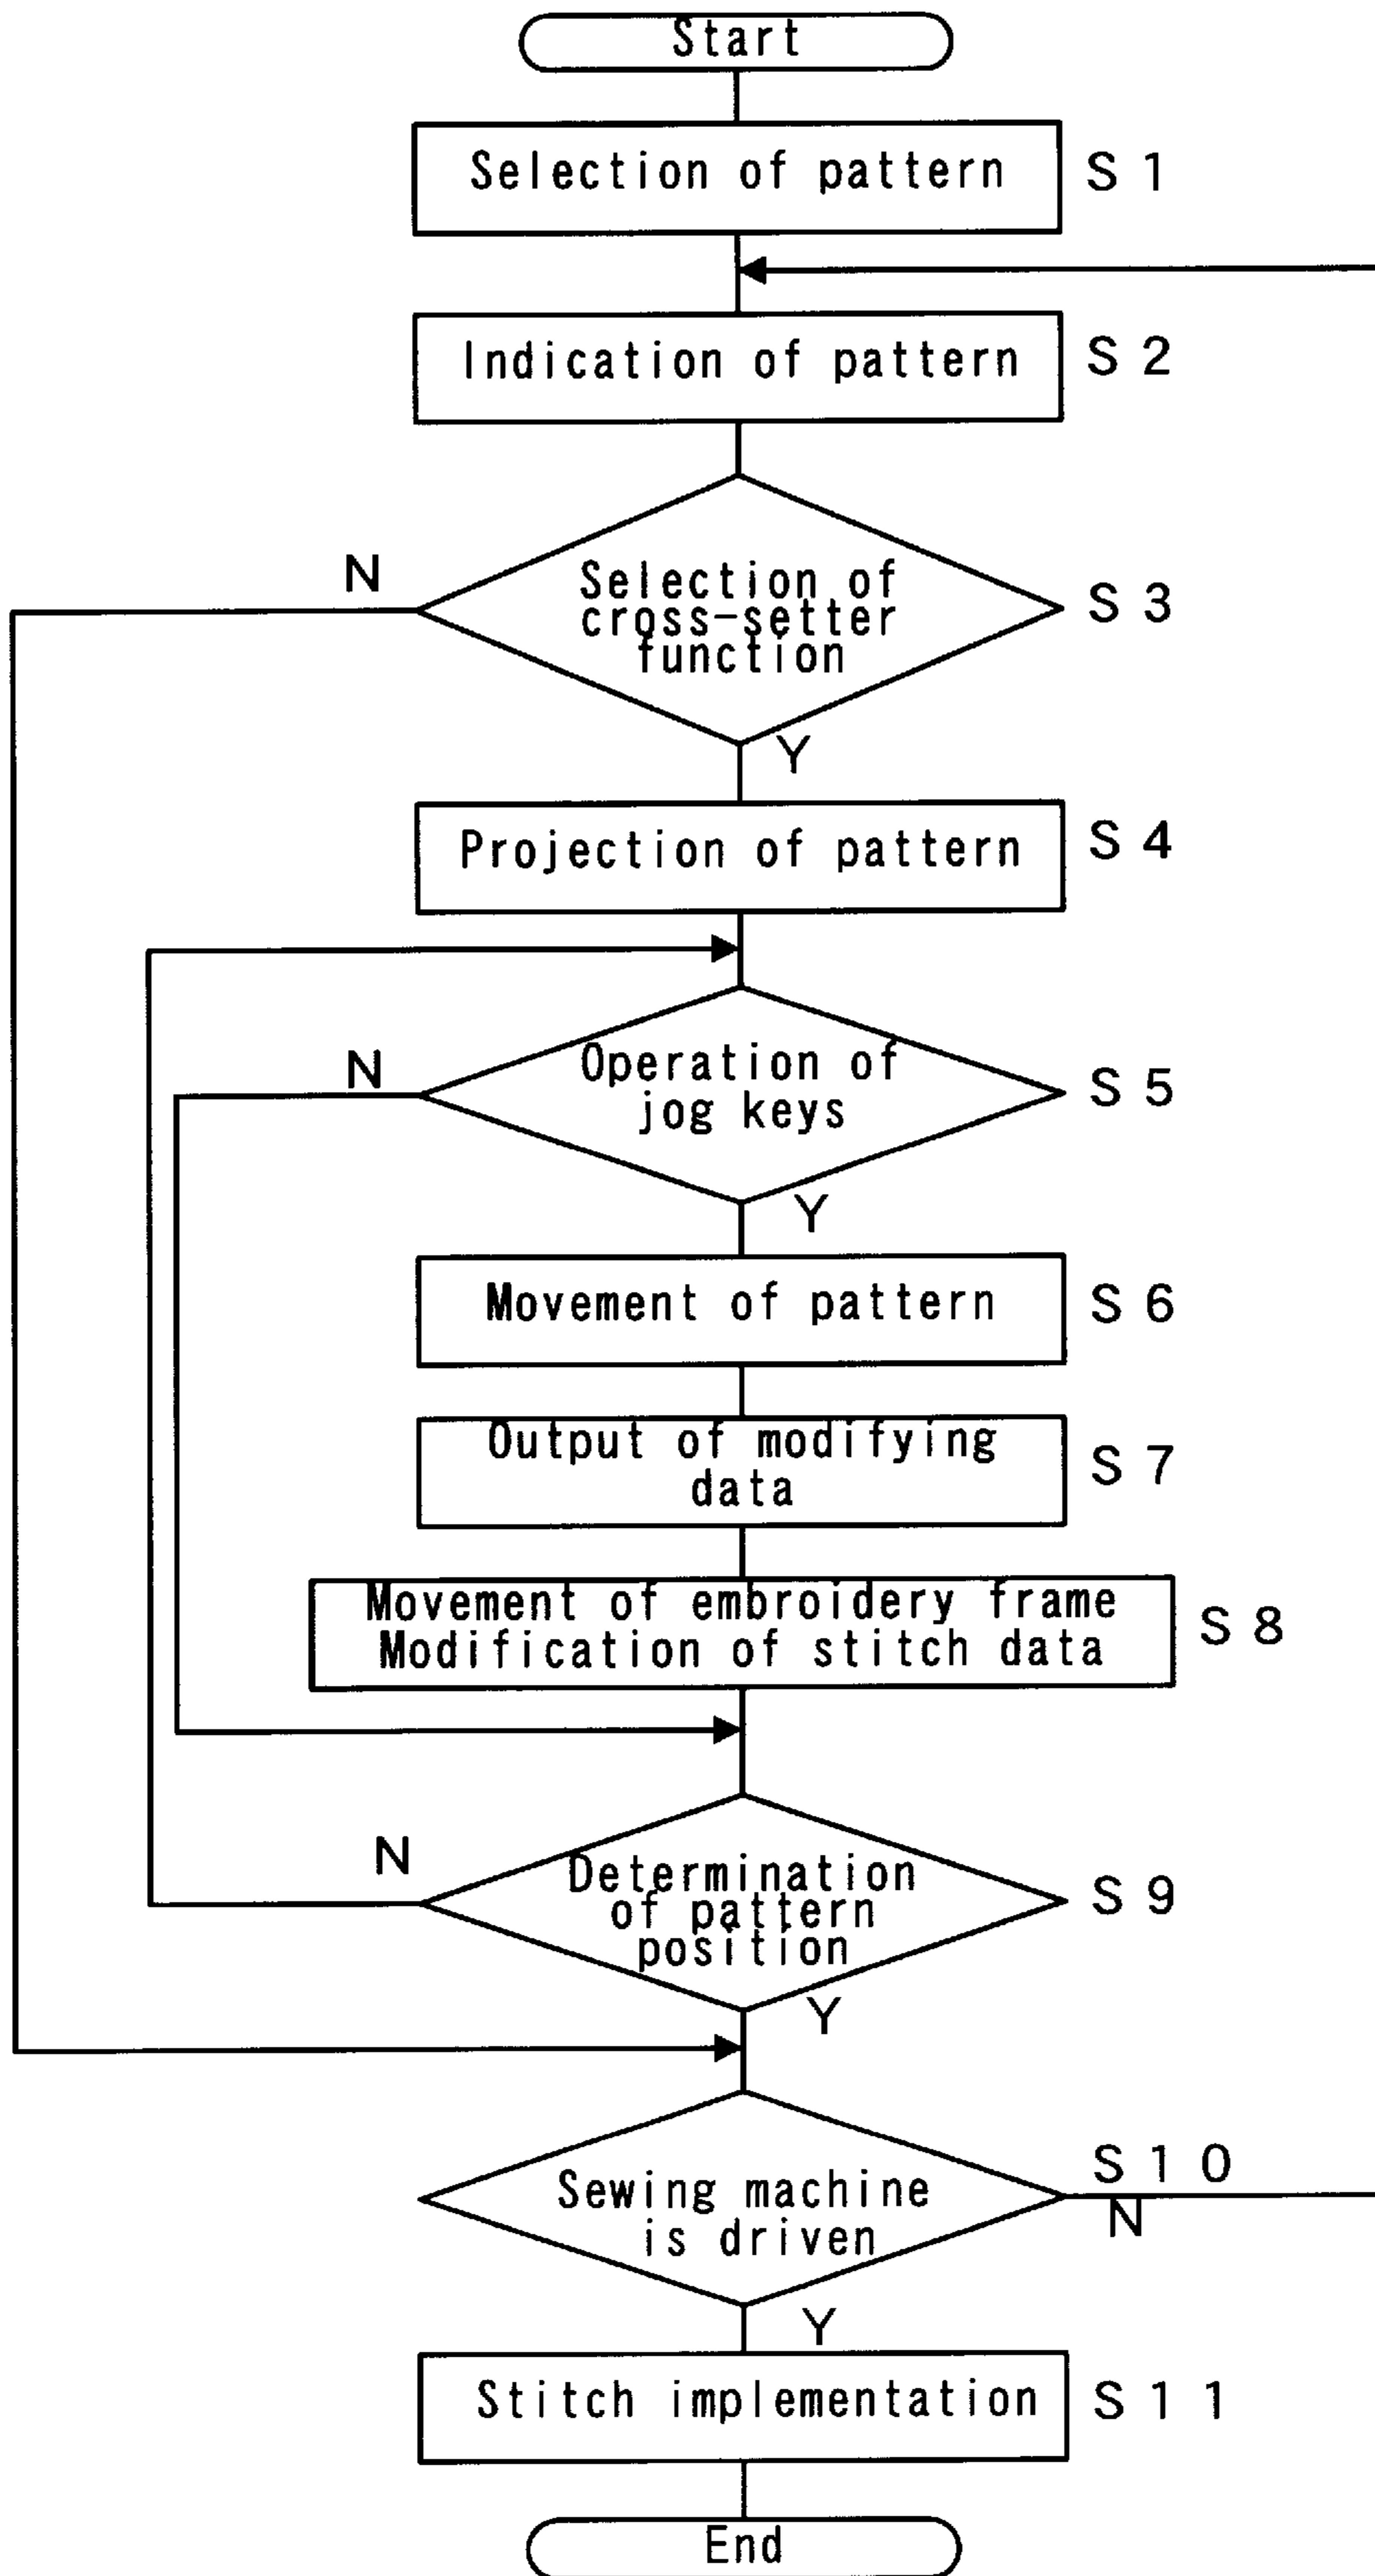 Start
Selection of pattern
S 1
Indication of pattern
S 2
N
Selection of
cross-setter
function
S 3
Y
Projection of pattern
S 4
N
Operation of
jog keys
S 5
Y
Movement of pattern
S 6
Output of modifying
data
S 7
Movement of embroidery frame
Modification of stitch data
S 8
N
Determination
of pattern
position
S 9
Y
Sewing machine
is driven
S 1 0
N
Y
Stitch implementation
S 1 1
End